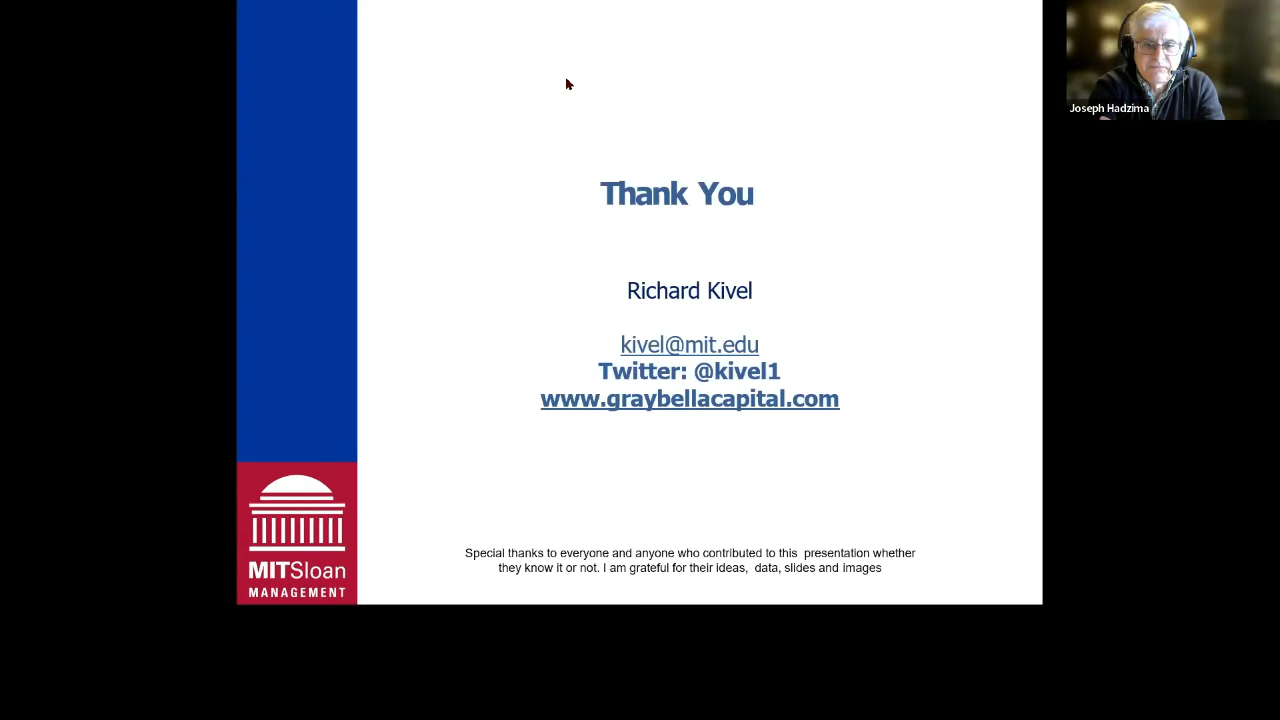 Joseph Hadzima
Thank You
Richard Kivel
kivel@mit.edu
Twitter: @kivel1
www.graybellacapital.com
Special thanks to everyone and anyone who contributed to this presentation whether
they know it or not. I am grateful for their ideas, data, slides and images
MITSloan
MANAGEMENT